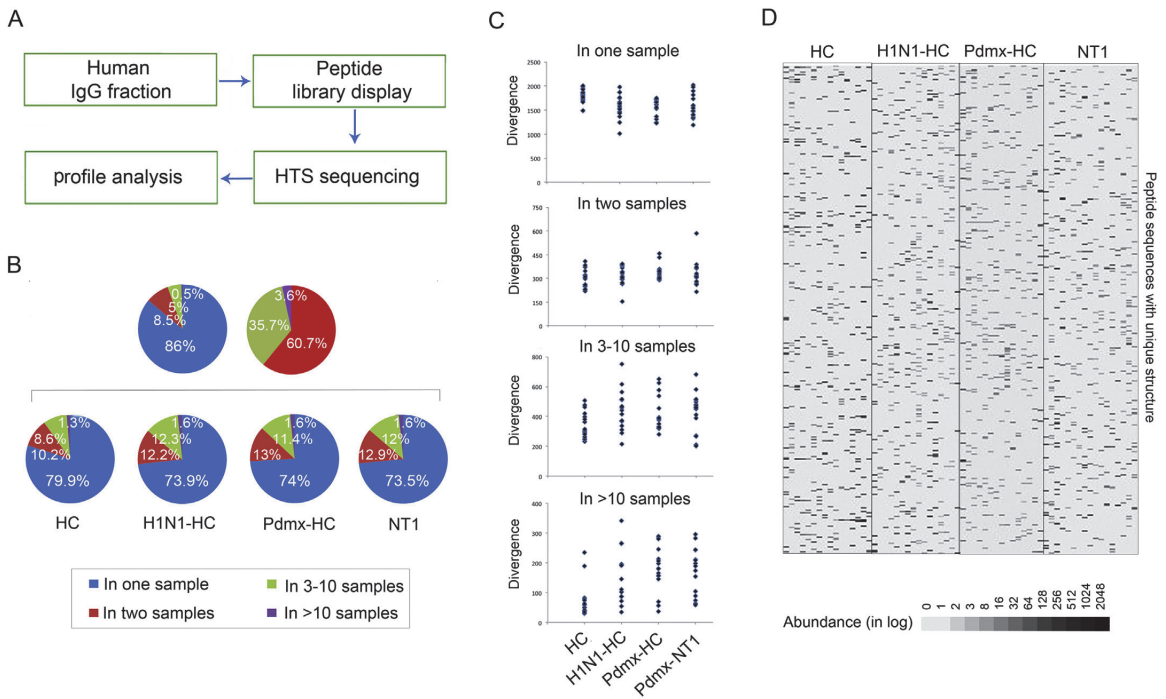 A
Human
IgG fraction
Peptide
library display
profile analysis
HTS sequencing
B
0.5%
5%
8.5%
86%
3.6%
35.7%
60.7%
1.3%
8.6%
10.2%
79.9%
HC
1.6%
12.3%
12.2%
73.9%
H1N1-HC
1.6%
11.4%
13%
74%
Pdmx-HC
1.6%
12%
12.9%
73.5%
NT1
In one sample
In 3-10 samples
In two samples
In >10 samples
C
In one sample
Divergence
2500
2000
1500
1000
500
0
In two samples
Divergence
750
600
450
300
150
0
In 3-10 samples
Divergence
800
600
400
200
0
In >10 samples
Divergence
400
300
200
100
0
HC
H1N1-HC
Pdmx-HC
Pdmx-NT1
D
HC H1N1-HC Pdmx-HC NT1
Peptide sequences with unique structure
Abundance (in log)
0 1 2 3 8 16 32 64 128 256 512 1024 2048